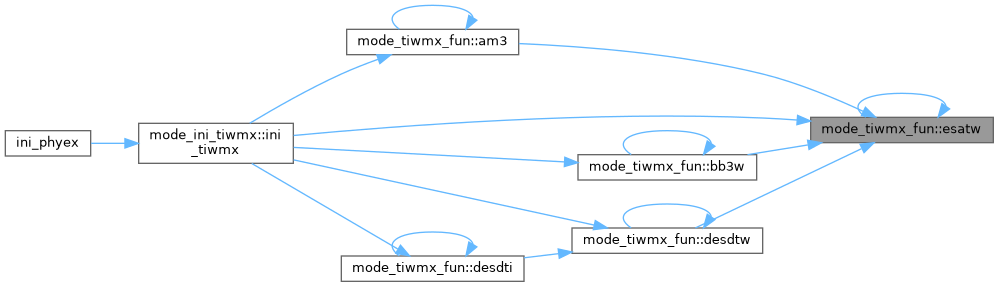 mode_tiwmx_fun::am3
ini_phyex
mode_ini_tiwmx::ini
_tiwmx
mode_tiwmx_fun::esatw
mode_tiwmx_fun::bb3w
mode_tiwmx_fun::desdtw
mode_tiwmx_fun::desdti